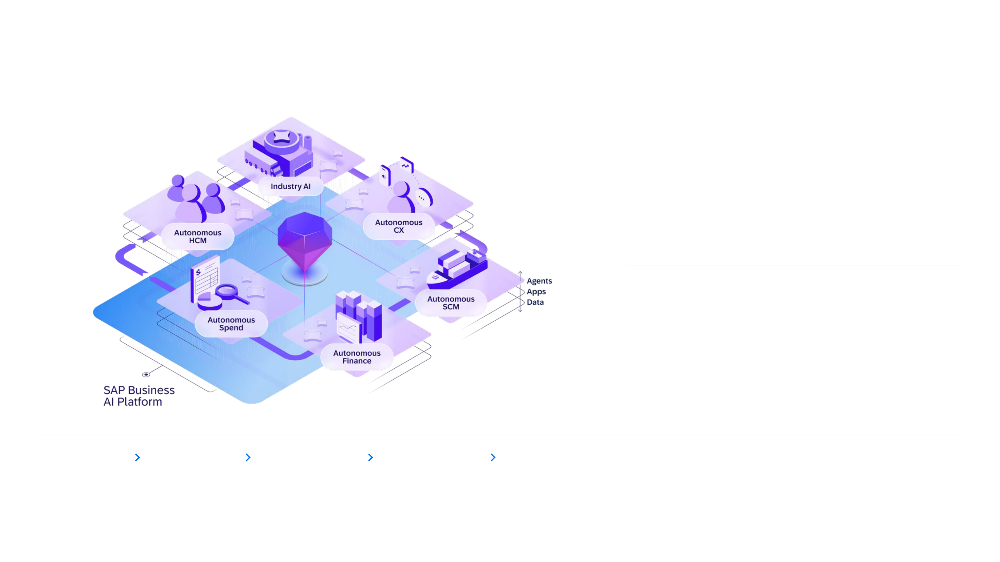 Industry AI
Autonomous
CX
Autonomous
HCM
Agents
Apps
Data
Autonomous
SCM
$
Autonomous
Spend
Autonomous
Finance
SAP Business
AI Platform